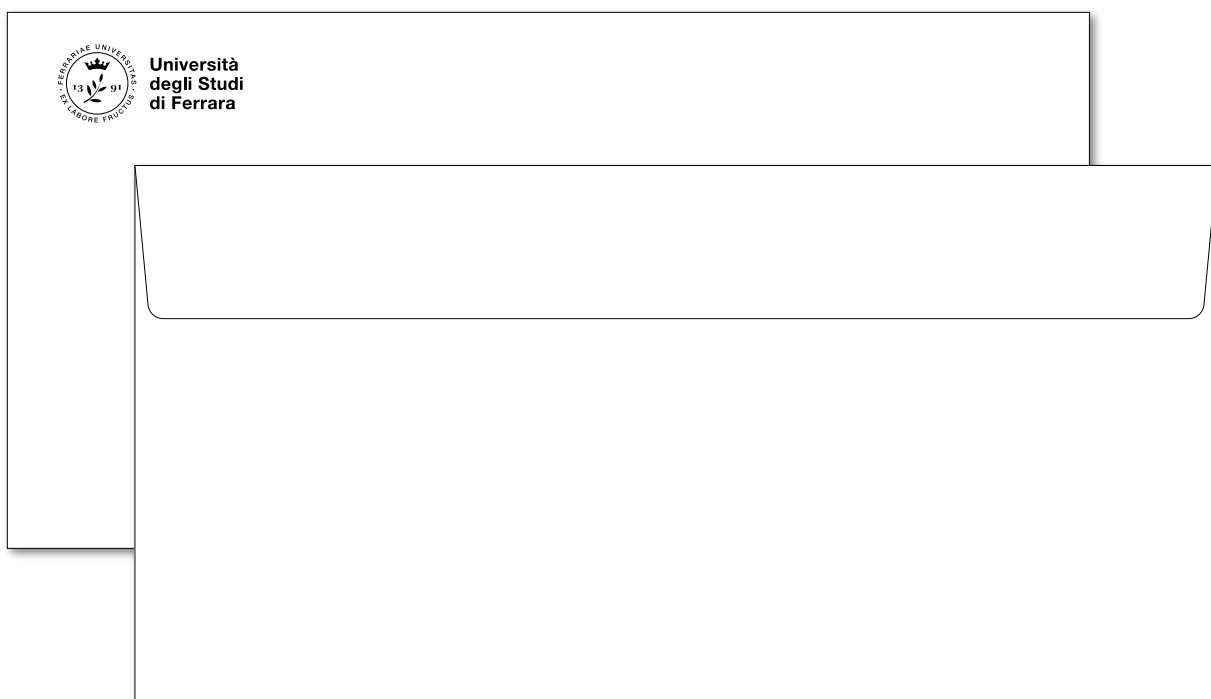 FERRARIAE UNIVERSITAS
13 91
EX LABORE FRUCTUS
Università
degli Studi
di Ferrara